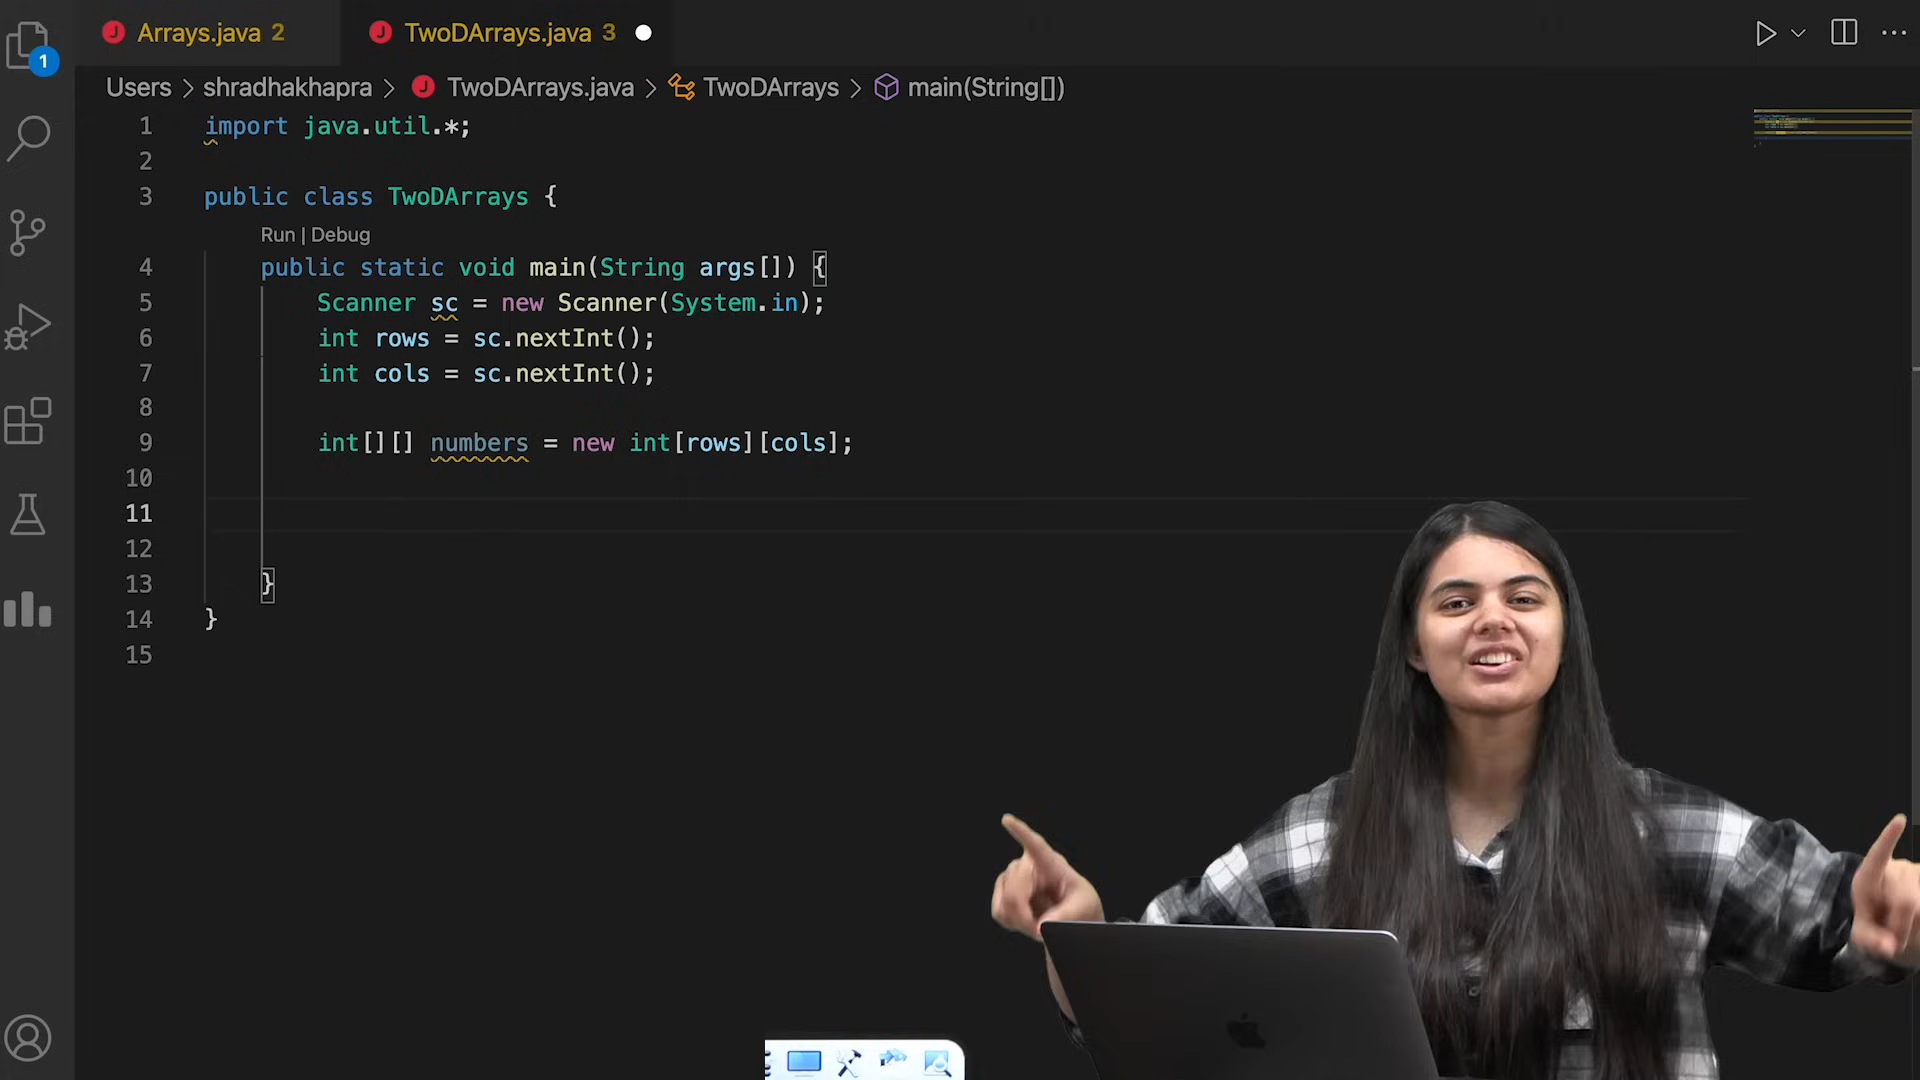 Arrays.java 2
TwoDArrays.java 3
1
Users > shradhakhapra > TwoDArrays.java > TwoDArrays > main(String[])
1 import java.util.*;
2
3 public class TwoDArrays {
Run | Debug
4 public static void main(String args[]) {
5 Scanner sc = new Scanner(System.in);
6 int rows = sc.nextInt();
7 int cols = sc.nextInt();
8
9 int[][] numbers = new int[rows][cols];
10
11
12
13 }
14 }
15